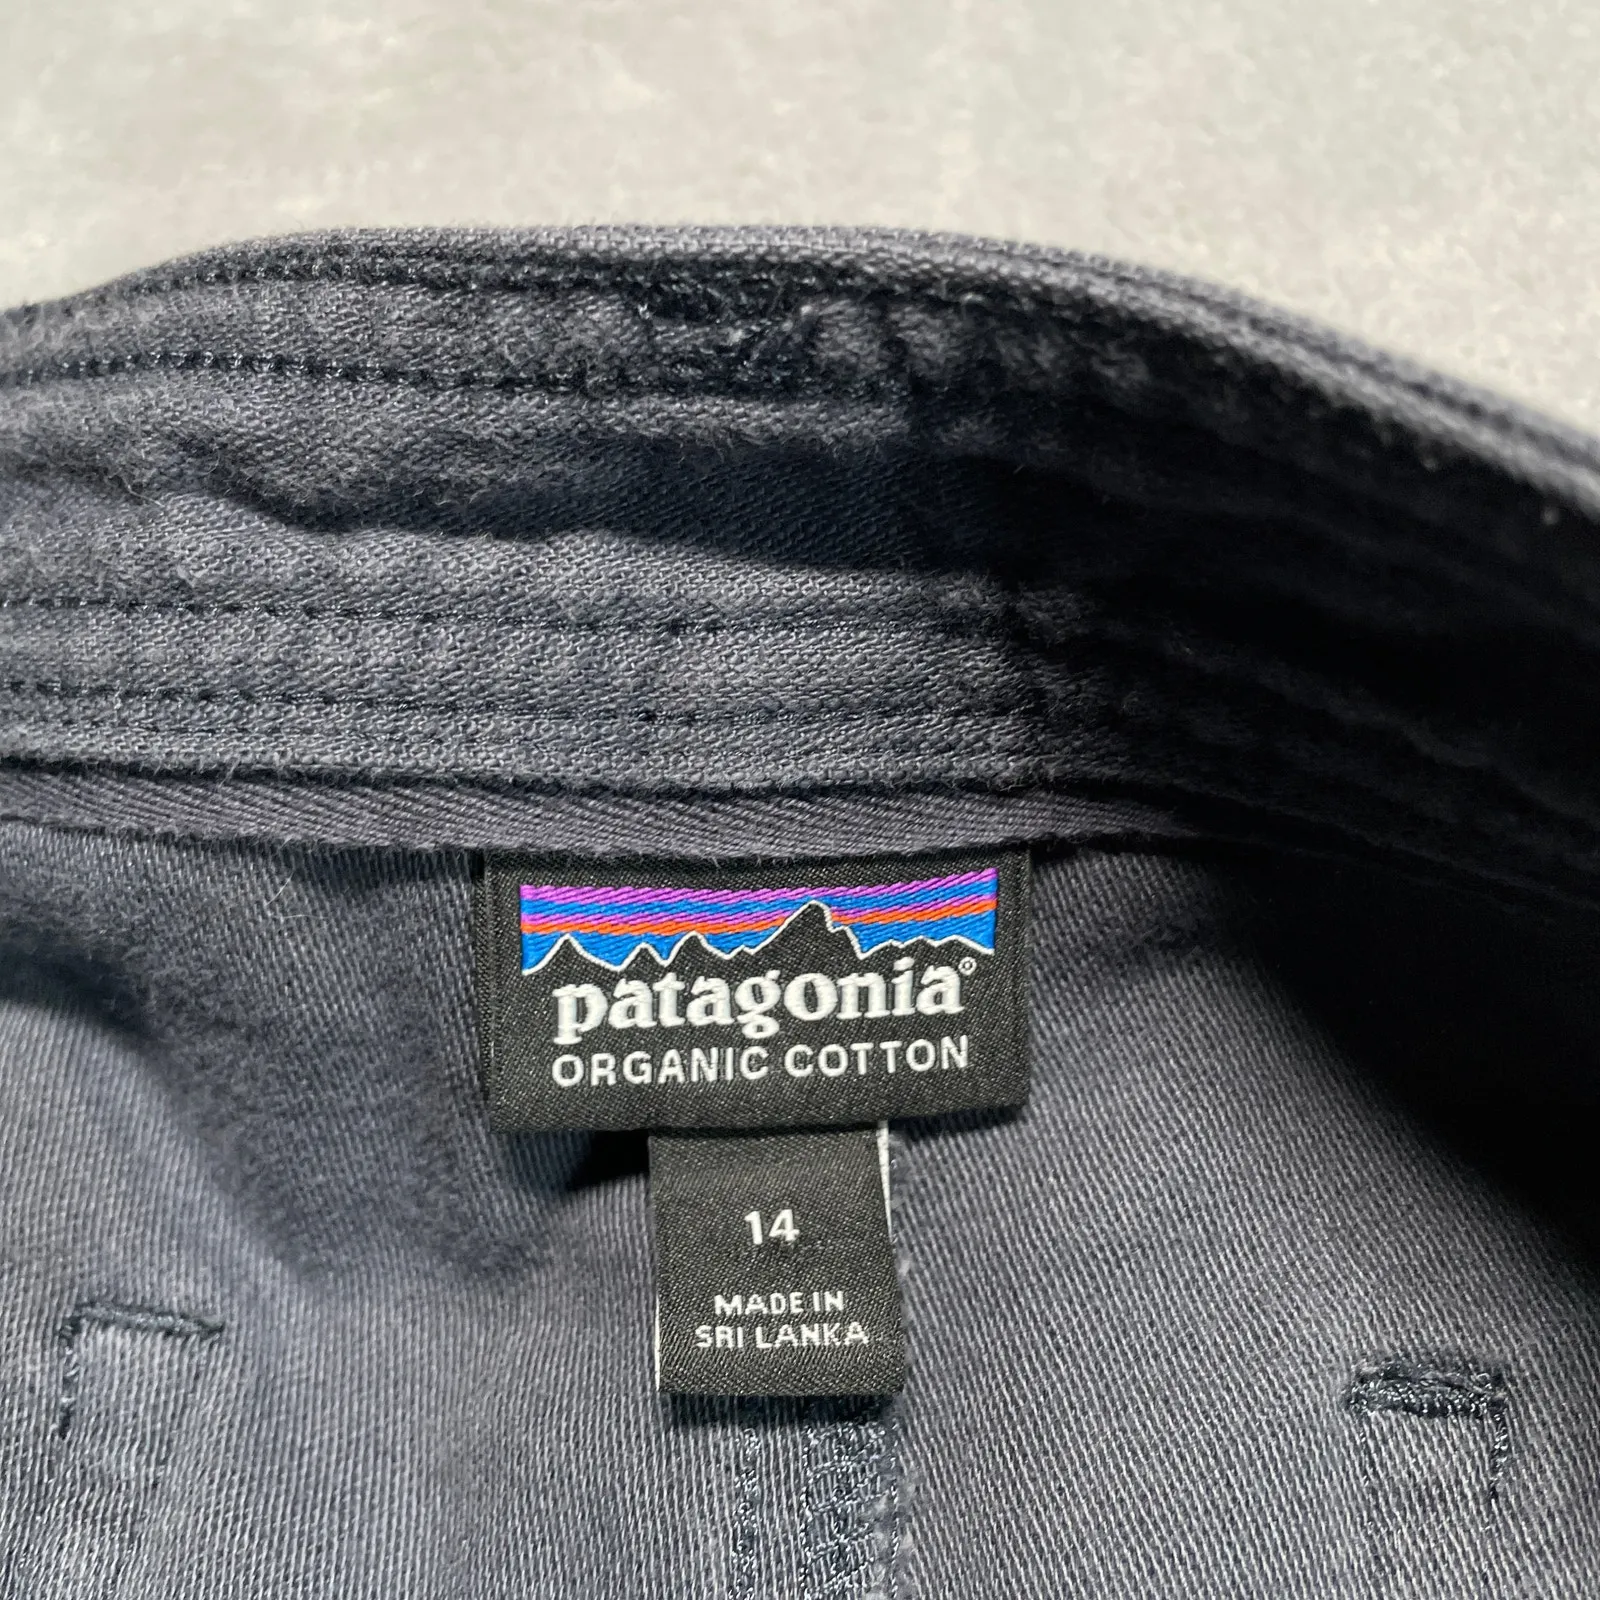 patagonia®
ORGANIC COTTON
14
MADE IN
SRI LANKA